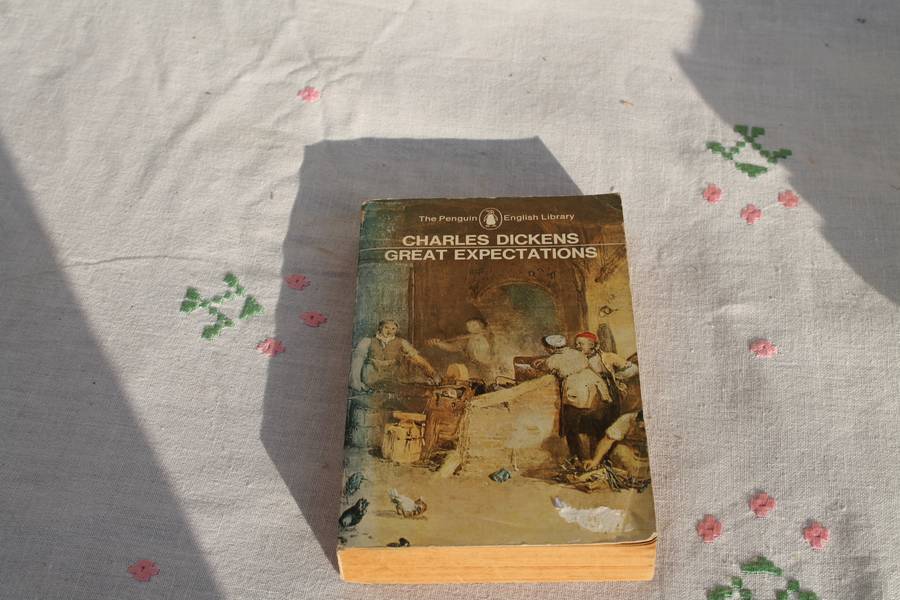 The Penguin English Library
CHARLES DICKENS
GREAT EXPECTATIONS